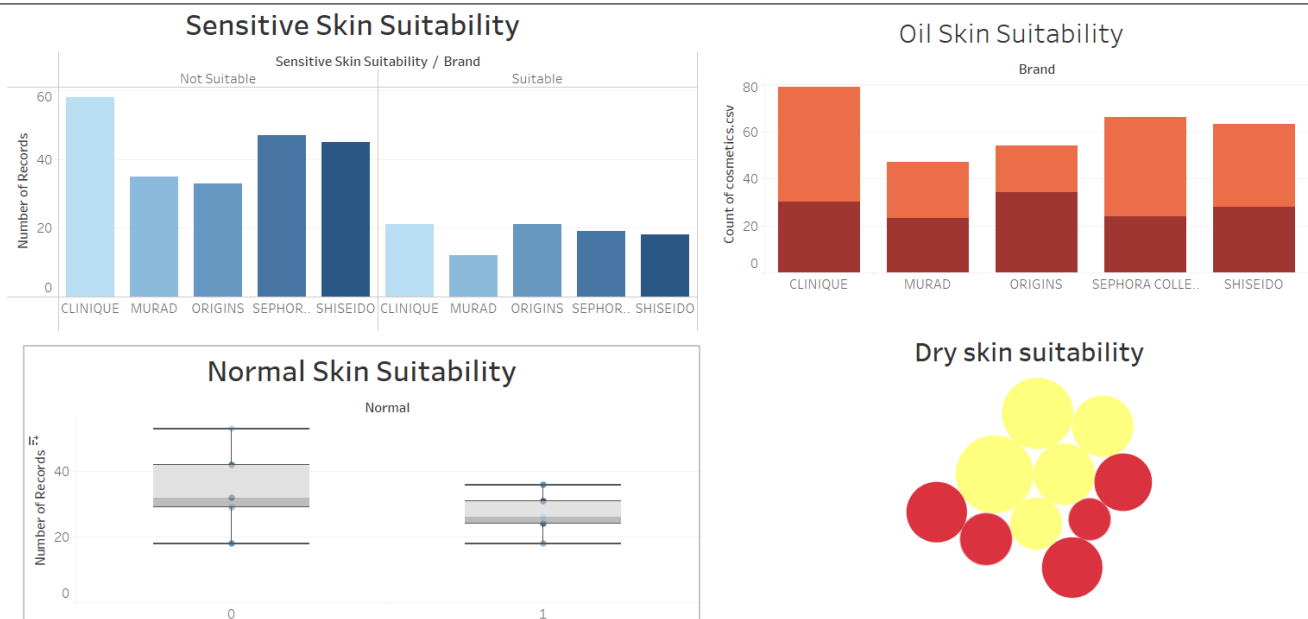 Sensitive Skin Suitability
Sensitive Skin Suitability / Brand
Not Suitable Suitable
Number of Records
60
40
20
0
CLINIQUE MURAD ORIGINS SEPHOR.. SHISEIDO CLINIQUE MURAD ORIGINS SEPHOR.. SHISEIDO
Oil Skin Suitability
Brand
Count of cosmetics.csv
80
60
40
20
0
CLINIQUE MURAD ORIGINS SEPHORA COLLE.. SHISEIDO
Normal Skin Suitability
Normal
Number of Records
40
20
0
0 1
Dry skin suitability